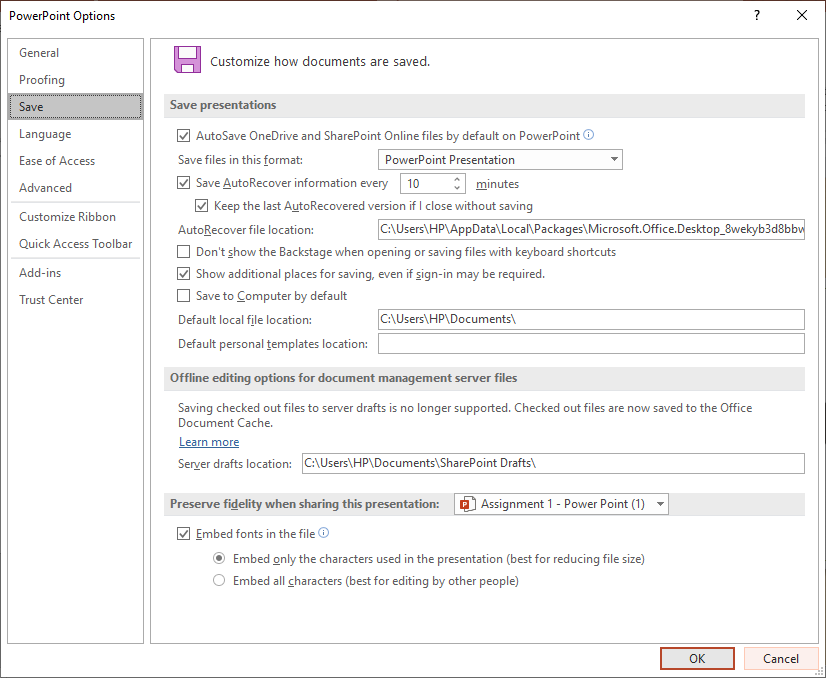 PowerPoint Options
?
General
Proofing
Save
Language
Ease of Access
Advanced
Customize Ribbon
Quick Access Toolbar
Add-ins
Trust Center
Customize how documents are saved.
Save presentations
AutoSave OneDrive and SharePoint Online files by default on PowerPoint
Save files in this format: PowerPoint Presentation
Save AutoRecover information every 10 minutes
Keep the last AutoRecovered version if I close without saving
AutoRecover file location: C:\Users\HP\AppData\Local\Packages\Microsoft.Office.Desktop_8wekyb3d8bbw
Don't show the Backstage when opening or saving files with keyboard shortcuts
Show additional places for saving, even if sign-in may be required.
Save to Computer by default
Default local file location: C:\Users\HP\Documents\
Default personal templates location:
Offline editing options for document management server files
Saving checked out files to server drafts is no longer supported. Checked out files are now saved to the Office
Document Cache.
Learn more
Server drafts location: C:\Users\HP\Documents\SharePoint Drafts\
Preserve fidelity when sharing this presentation: Assignment 1 - Power Point (1)
Embed fonts in the file
Embed only the characters used in the presentation (best for reducing file size)
Embed all characters (best for editing by other people)
OK Cancel